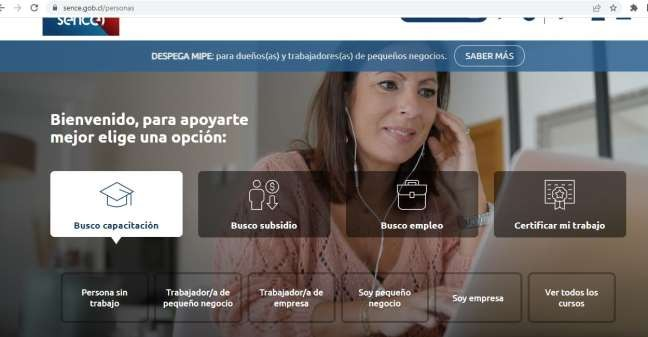 sence.gob.cl/personas
sence
DESPEGA MIPE: para dueños(as) y trabajadores(as) de pequeños negocios.
SABER MÁS
Bienvenido, para apoyarte
mejor elige una opción:
Busco capacitación
Busco subsidio
Busco empleo
Certificar mi trabajo
Persona sin
trabajo
Trabajador/a de
pequeño negocio
Trabajador/a de
empresa
Soy pequeño
negocio
Soy empresa
Ver todos los
cursos